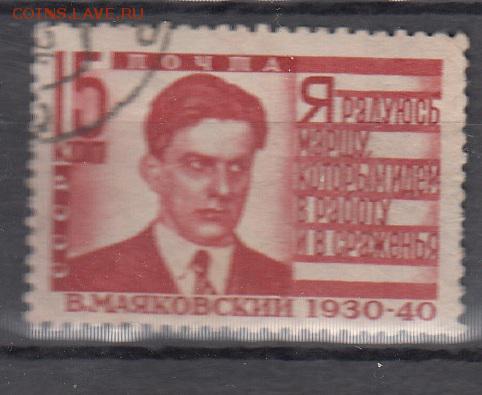 COINS.LAVE.RU
ПОЧТА
15
СССР
Я радуюсь
маршу,
которым идем
в работу
и в сраженья
В. МАЯКОВСКИЙ 1930-40